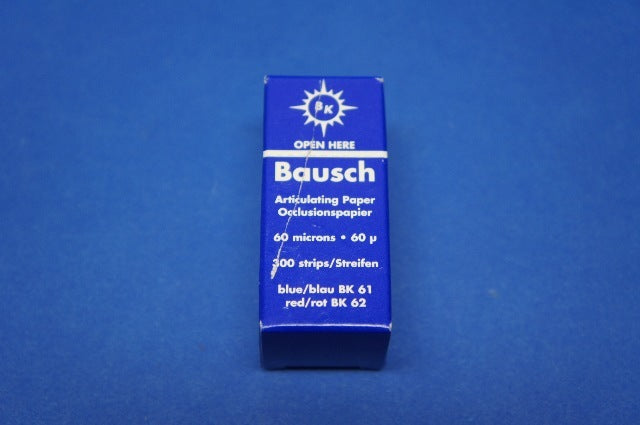 BK
OPEN HERE
Bausch
Articulating Paper
Occlusionspapier
60 microns • 60 µ
300 strips/Streifen
blue/blau BK 61
red/rot BK 62